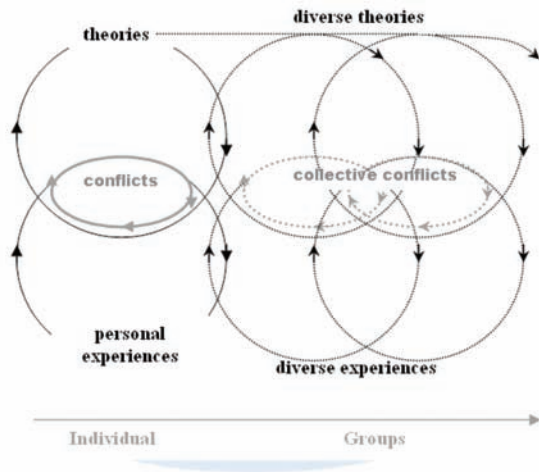 diverse theories
theories
conflicts
collective conflicts
personal
experiences
diverse experiences
Individual
Groups